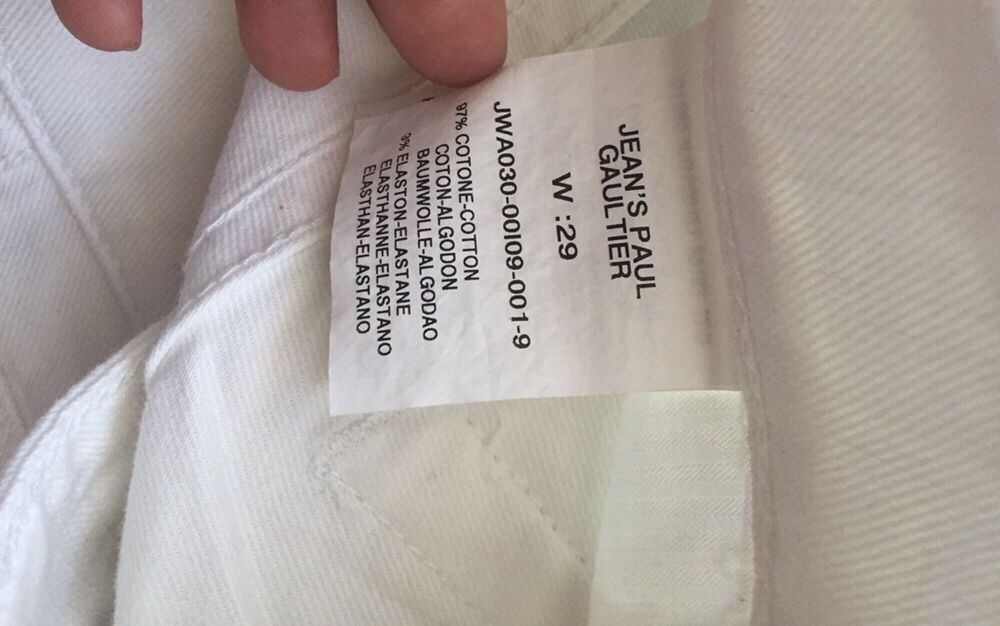 JEAN'S PAUL
GAULTIER
W :29
JWA030-00I09-001-9
97% COTONE-COTTON
COTON-ALGODON
BAUMWOLLE-ALGODAO
3% ELASTON-ELASTANE
ELASTHANNE-ELASTANO
ELASTHAN-ELASTANO